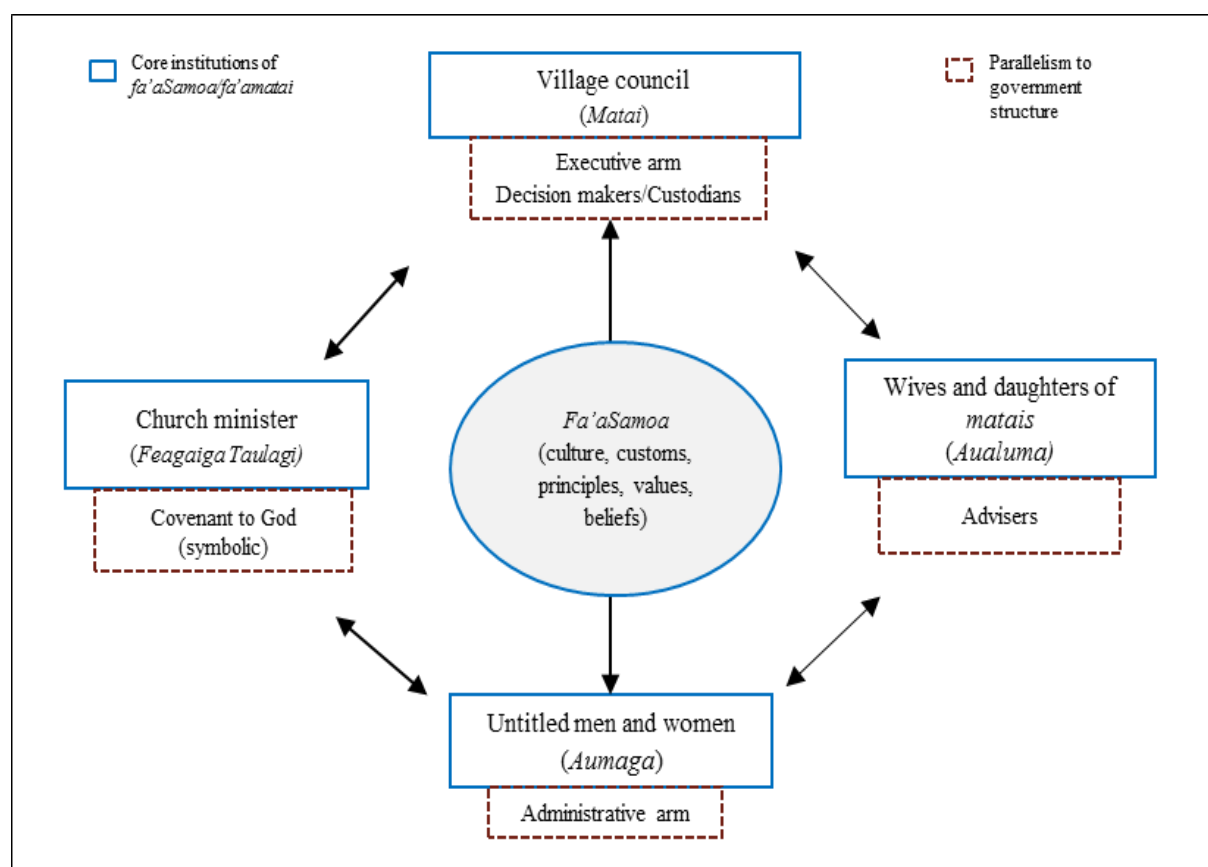 Core institutions of
fa’aSamoa/fa’amatai
Village council
(Matai)
Parallelism to
government
structure
Executive arm
Decision makers/Custodians
Church minister
(Feagaiga Taulagi)
Covenant to God
(symbolic)
Fa’aSamoa
(culture, customs,
principles, values,
beliefs)
Wives and daughters of
matais
(Aualuma)
Advisers
Untitled men and women
(Aumaga)
Administrative arm